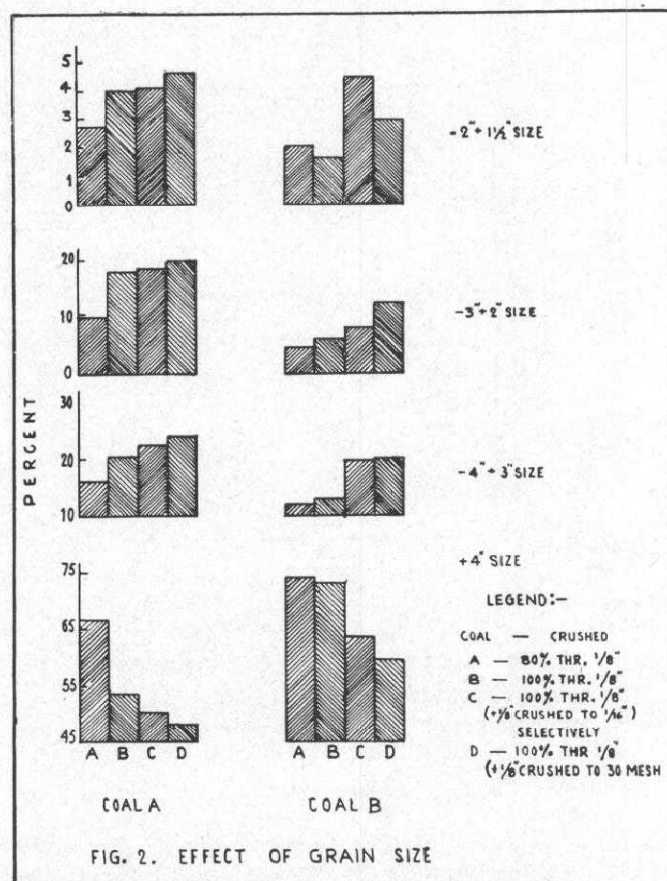 5
4
3
2
1
0
-2"+ 1½" SIZE
20
10
0
-3"+2" SIZE
PERCENT
30
20
10
-4"+ 3" SIZE
75
65
55
45
+4" SIZE
LEGEND:-
COAL — CRUSHED
A — 80% THR. 1/8"
B — 100% THR. 1/8"
C — 100% THR. 1/8"
(+1/8" CRUSHED TO 1/16")
SELECTIVELY
D — 100% THR 1/8"
(+1/8" CRUSHED TO 30 MESH
A B C D
A B C D
COAL A
COAL B
FIG. 2. EFFECT OF GRAIN SIZE